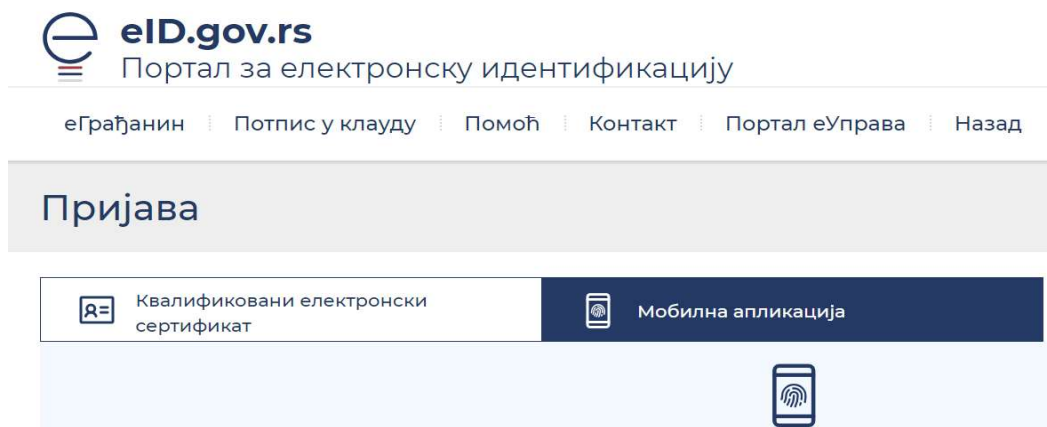 eID.gov.rs
Портал за електронску идентификацију
еГрађанин Потпис у клауду Помоћ Контакт Портал еУправа Назад
Пријава
Квалификовани електронски
сертификат
Мобилна апликација